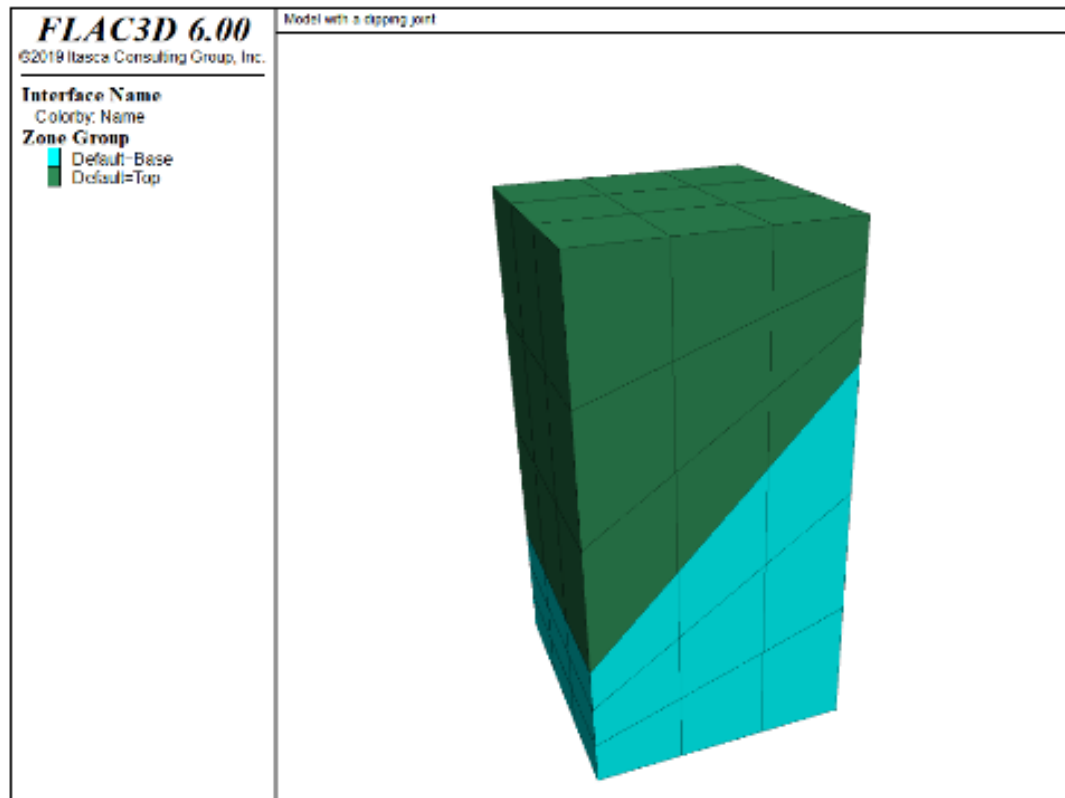 FLAC3D 6.00
©2019 Itasca Consulting Group, Inc.
Interface Name
Colorby: Name
Zone Group
Default=Base
Default=Top
Model with a dipping joint